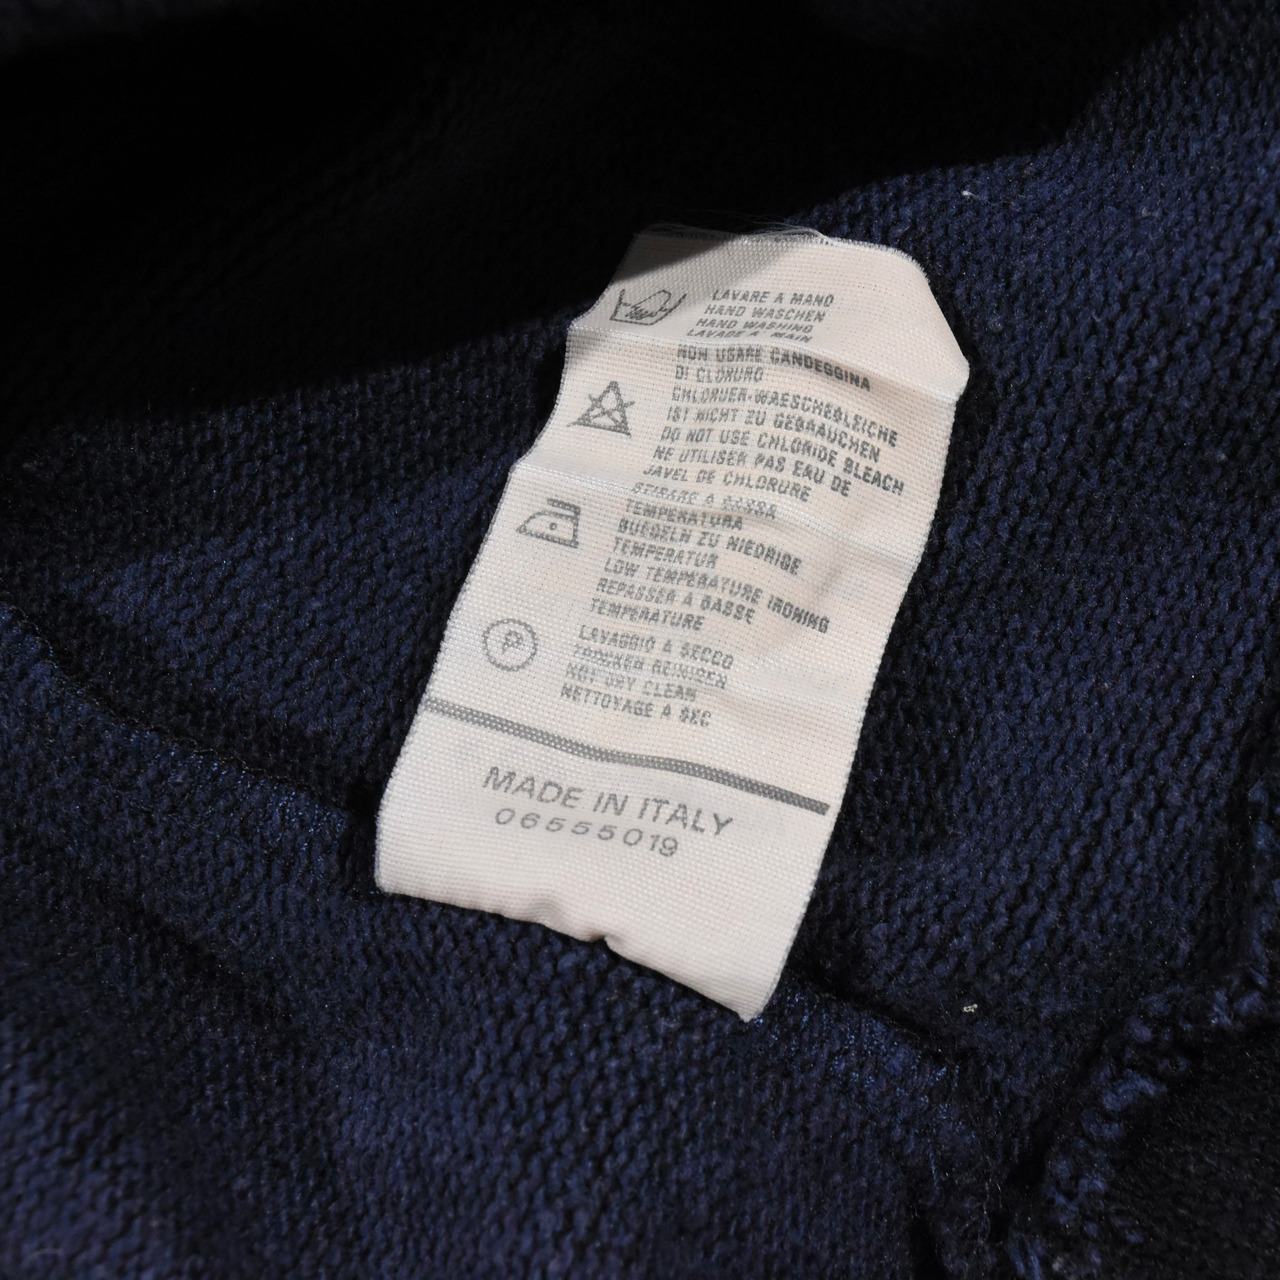 LAVARE A MANO
HAND WASCHEN
HAND WASHING
LAVADE A MAIN
NON USARE CANDEGGINA
DI CLORURO
CHLORUER-WAESCHEBLEICHE
IST NICHT ZU GEBRAUCHEN
DO NOT USE CHLORIDE BLEACH
NE UTILISER PAS EAU DE
JAVEL DE CHLORURE
STIRARE A BASSA
TEMPERATURA
BUEGELN ZU NIEDRIGE
TEMPERATUR
LOW TEMPERATURE IRONING
REPASSER A BASSE
TEMPERATURE
P
LAVAGGIO A SECCO
TROCKEN REINIGEN
NOT DRY CLEAN
NETTOYAGE A SEC
MADE IN ITALY
06555019